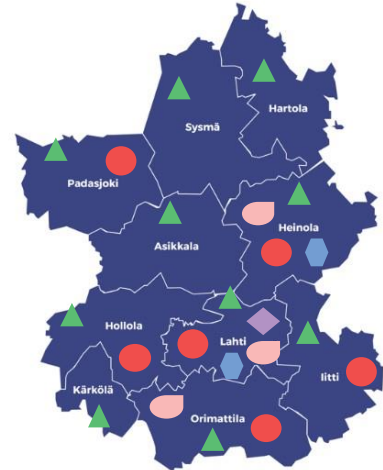 Hartola
Sysmä
Padasjoki
Heinola
Asikkala
Hollola
Lahti
Iitti
Kärkölä
Orimattila